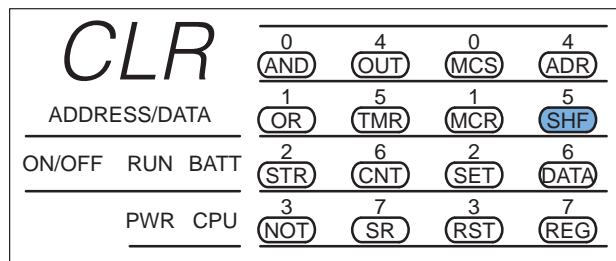 CLR
ADDRESS/DATA
ON/OFF RUN BATT
PWR CPU
0 4 0 4
AND OUT MCS ADR
1 5 1 5
OR TMR MCR SHF
2 6 2 6
STR CNT SET DATA
3 7 3 7
NOT SR RST REG